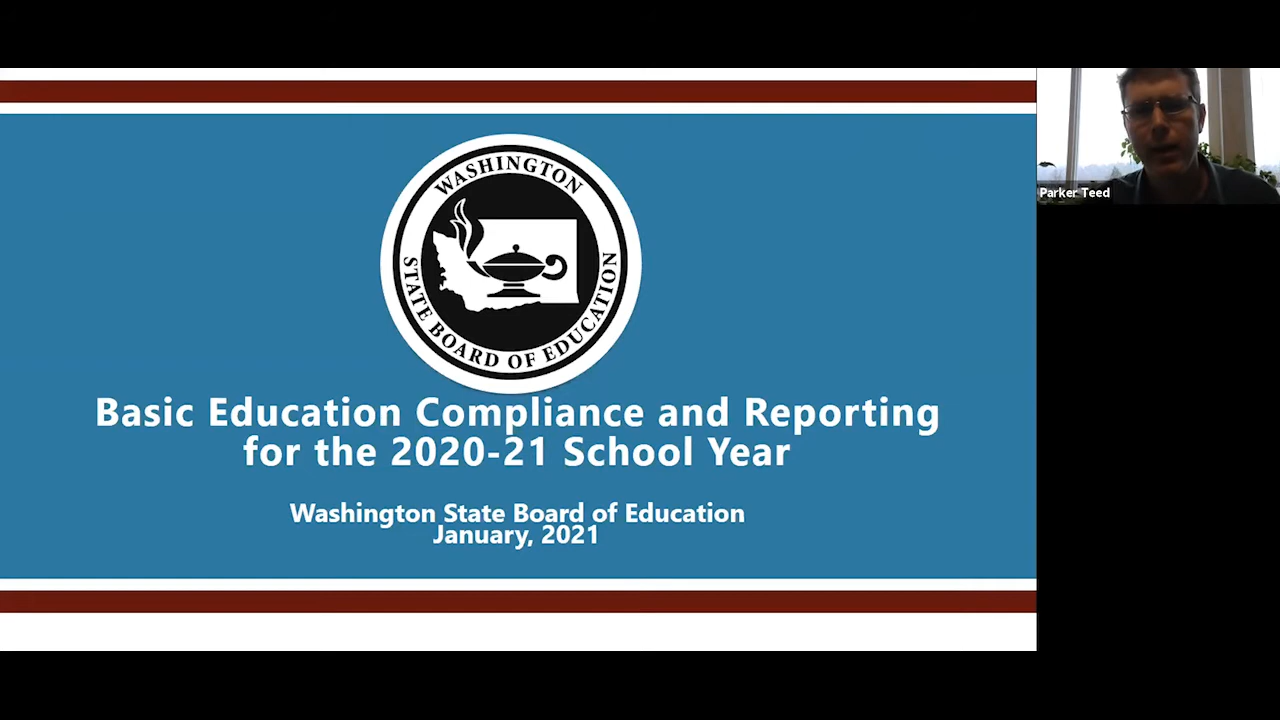 WASHINGTON
STATE BOARD OF EDUCATION
Basic Education Compliance and Reporting
for the 2020-21 School Year
Washington State Board of Education
January, 2021
Parker Teed